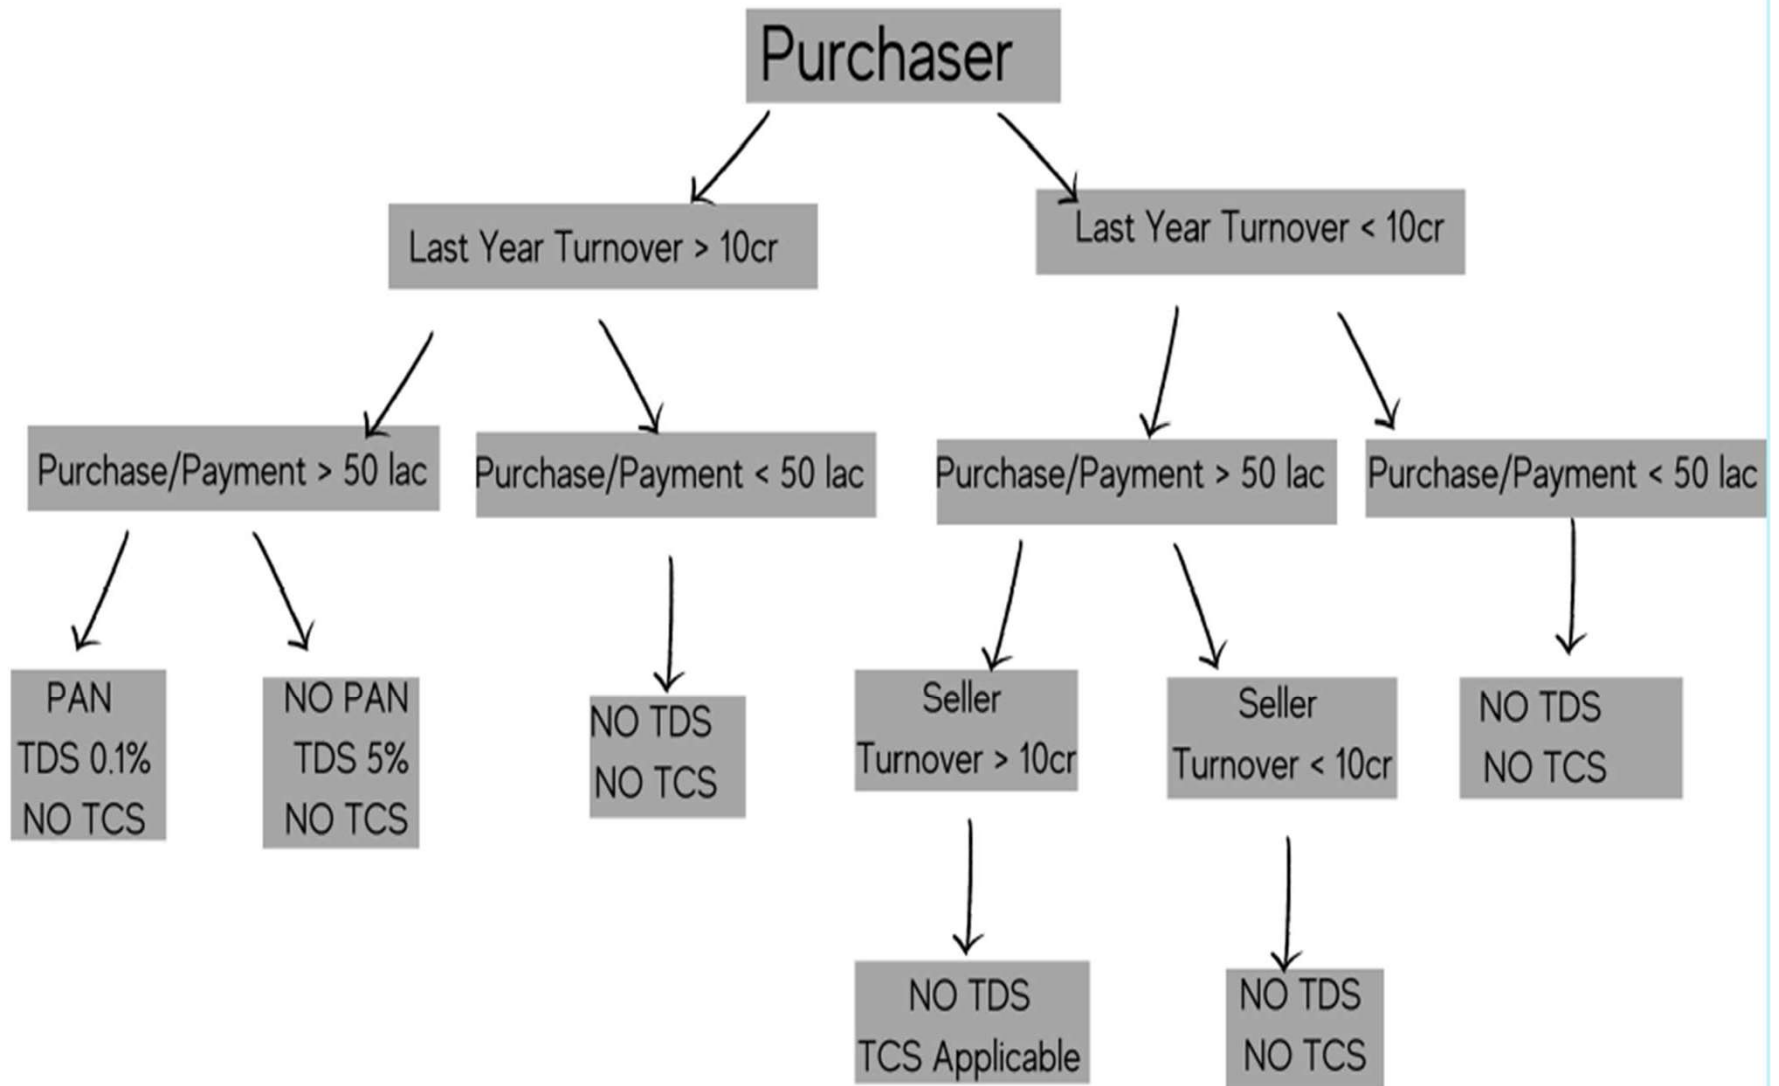 Purchaser
Last Year Turnover > 10cr
Last Year Turnover < 10cr
Purchase/Payment > 50 lac
Purchase/Payment < 50 lac
Purchase/Payment > 50 lac
Purchase/Payment < 50 lac
PAN
TDS 0.1%
NO TCS
NO PAN
TDS 5%
NO TCS
NO TDS
NO TCS
Seller
Turnover > 10cr
Seller
Turnover < 10cr
NO TDS
NO TCS
NO TDS
TCS Applicable
NO TDS
NO TCS